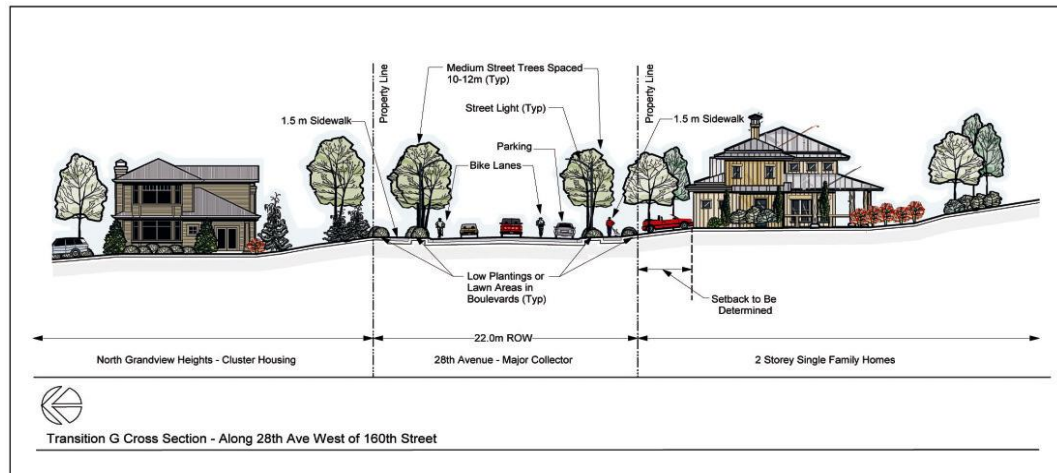 Property Line
Medium Street Trees Spaced
10-12m (Typ)
Street Light (Typ)
1.5 m Sidewalk
Parking
Bike Lanes
Property Line
1.5 m Sidewalk
Low Plantings or
Lawn Areas in
Boulevards (Typ)
Setback to Be
Determined
22.0m ROW
North Grandview Heights - Cluster Housing
28th Avenue - Major Collector
2 Storey Single Family Homes
Transition G Cross Section - Along 28th Ave West of 160th Street